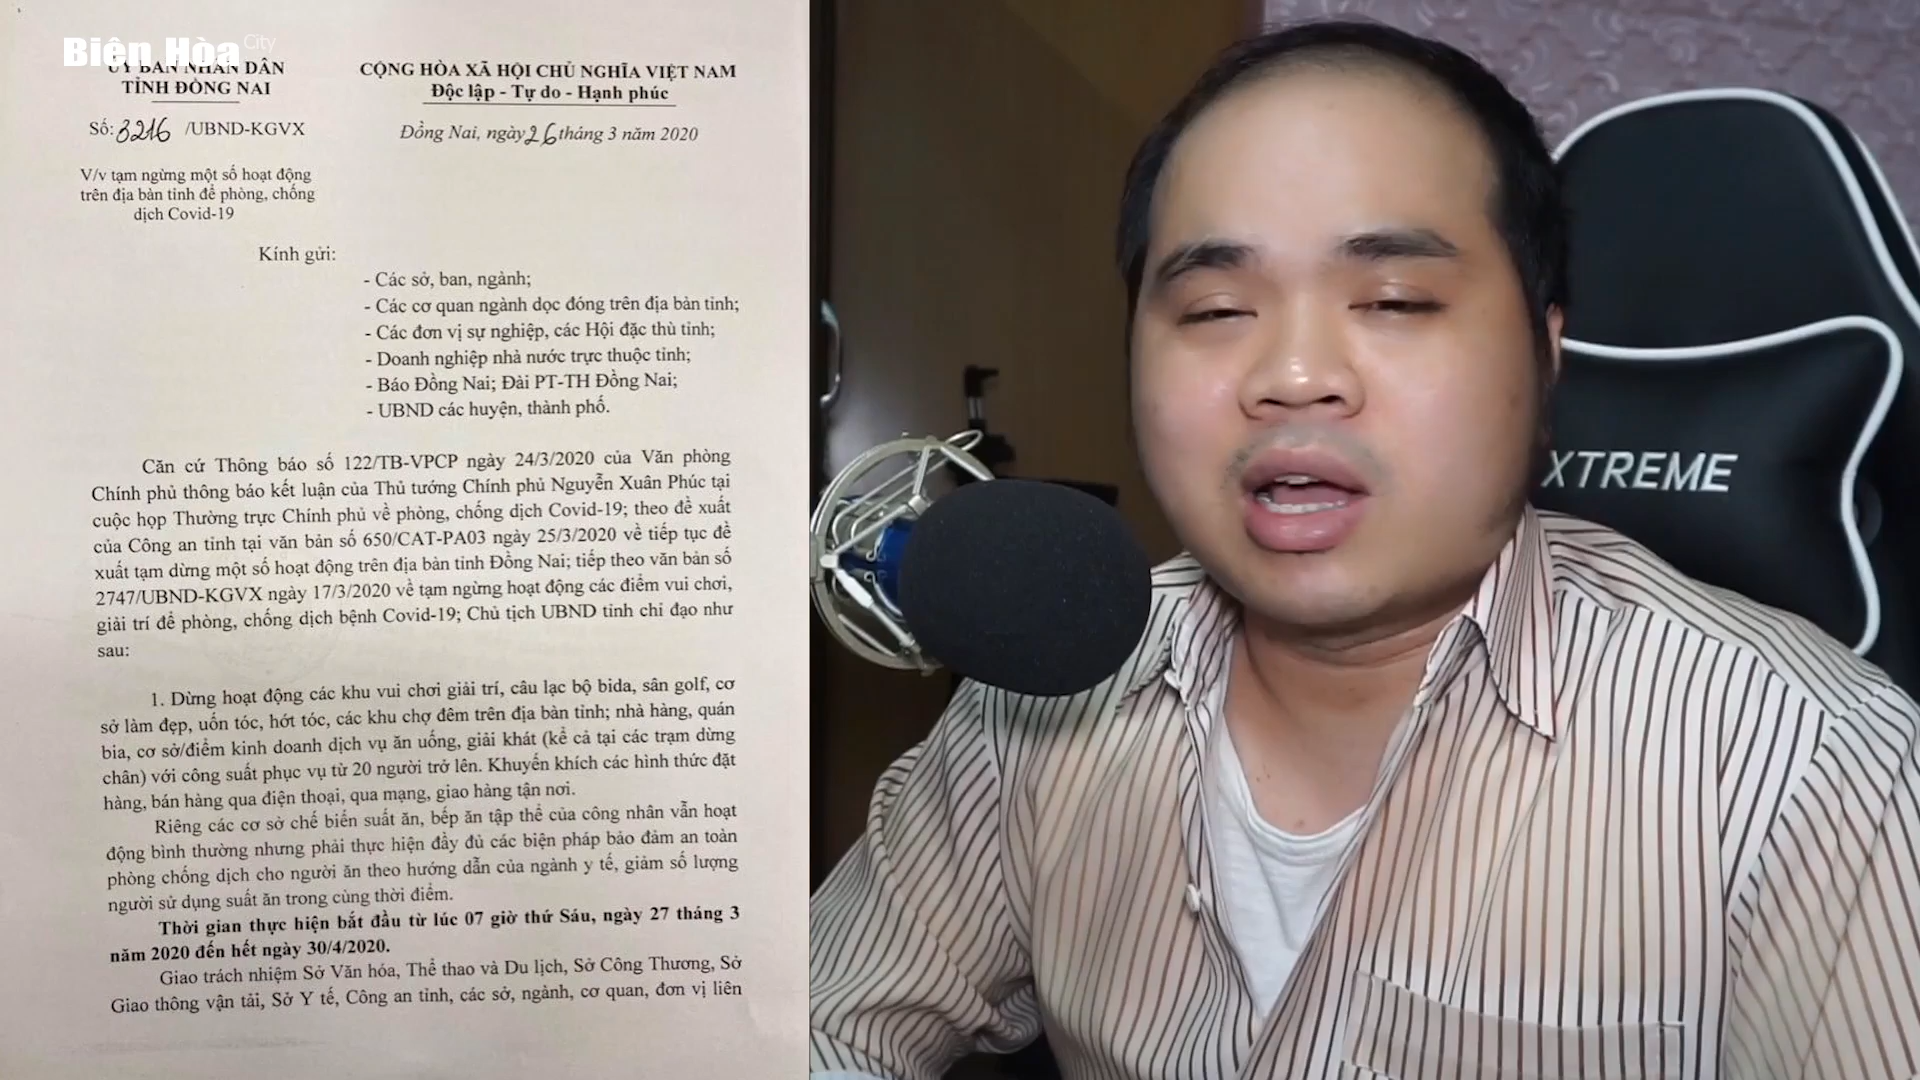 Biên Hòa City
ỦY BAN NHÂN DÂN
TỈNH ĐỒNG NAI
CỘNG HÒA XÃ HỘI CHỦ NGHĨA VIỆT NAM
Độc lập - Tự do - Hạnh phúc
Số: 3216 /UBND-KGVX
Đồng Nai, ngày 26 tháng 3 năm 2020
V/v tạm ngừng một số hoạt động
trên địa bàn tỉnh để phòng, chống
dịch Covid-19
Kính gửi:
- Các sở, ban, ngành;
- Các cơ quan ngành dọc đóng trên địa bàn tỉnh;
- Các đơn vị sự nghiệp, các Hội đặc thù tỉnh;
- Doanh nghiệp nhà nước trực thuộc tỉnh;
- Báo Đồng Nai; Đài PT-TH Đồng Nai;
- UBND các huyện, thành phố.
Căn cứ Thông báo số 122/TB-VPCP ngày 24/3/2020 của Văn phòng
Chính phủ thông báo kết luận của Thủ tướng Chính phủ Nguyễn Xuân Phúc tại
cuộc họp Thường trực Chính phủ về phòng, chống dịch Covid-19; theo đề xuất
của Công an tỉnh tại văn bản số 650/CAT-PA03 ngày 25/3/2020 về tiếp tục đề
xuất tạm dừng một số hoạt động trên địa bàn tỉnh Đồng Nai; tiếp theo văn bản số
2747/UBND-KGVX ngày 17/3/2020 về tạm ngừng hoạt động các điểm vui chơi,
giải trí để phòng, chống dịch bệnh Covid-19; Chủ tịch UBND tỉnh chỉ đạo như
sau:
1. Dừng hoạt động các khu vui chơi giải trí, câu lạc bộ bida, sân golf, cơ
sở làm đẹp, uốn tóc, hớt tóc, các khu chợ đêm trên địa bàn tỉnh; nhà hàng, quán
bia, cơ sở/điểm kinh doanh dịch vụ ăn uống, giải khát (kể cả tại các trạm dừng
chân) với công suất phục vụ từ 20 người trở lên. Khuyến khích các hình thức đặt
hàng, bán hàng qua điện thoại, qua mạng, giao hàng tận nơi.
Riêng các cơ sở chế biến suất ăn, bếp ăn tập thể của công nhân vẫn hoạt
động bình thường nhưng phải thực hiện đầy đủ các biện pháp bảo đảm an toàn
phòng chống dịch cho người ăn theo hướng dẫn của ngành y tế, giảm số lượng
người sử dụng suất ăn trong cùng thời điểm.
Thời gian thực hiện bắt đầu từ lúc 07 giờ thứ Sáu, ngày 27 tháng 3
năm 2020 đến hết ngày 30/4/2020.
Giao trách nhiệm Sở Văn hóa, Thể thao và Du lịch, Sở Công Thương, Sở
Giao thông vận tải, Sở Y tế, Công an tỉnh, các sở, ngành, cơ quan, đơn vị liên
XTREME